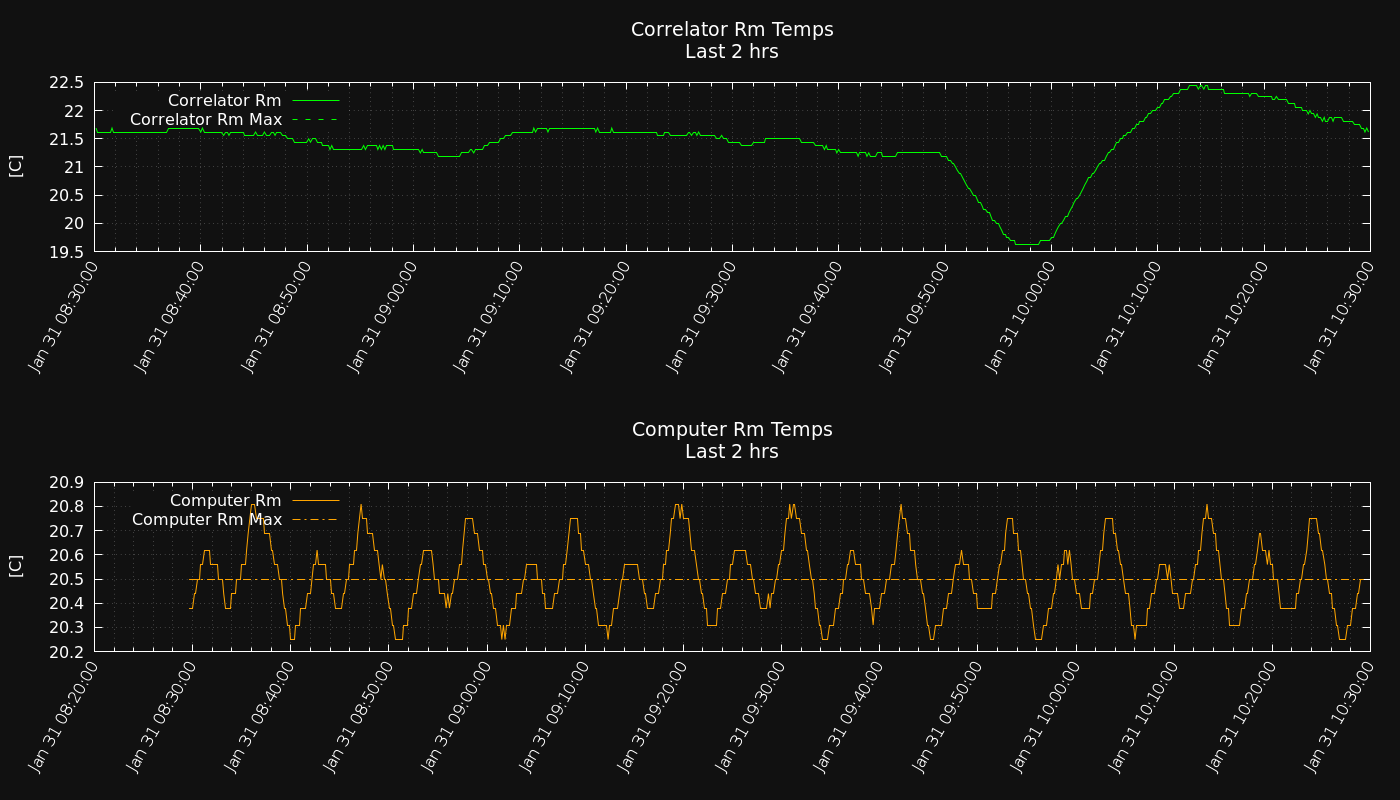 Correlator Rm Temps
Last 2 hrs
22.5
22
21.5
21
20.5
20
19.5
[C]
Correlator Rm
Correlator Rm Max
Jan 31 08:30:00
Jan 31 08:40:00
Jan 31 08:50:00
Jan 31 09:00:00
Jan 31 09:10:00
Jan 31 09:20:00
Jan 31 09:30:00
Jan 31 09:40:00
Jan 31 09:50:00
Jan 31 10:00:00
Jan 31 10:10:00
Jan 31 10:20:00
Jan 31 10:30:00
Computer Rm Temps
Last 2 hrs
20.9
20.8
20.7
20.6
20.5
20.4
20.3
20.2
[C]
Computer Rm
Computer Rm Max
Jan 31 08:20:00
Jan 31 08:30:00
Jan 31 08:40:00
Jan 31 08:50:00
Jan 31 09:00:00
Jan 31 09:10:00
Jan 31 09:20:00
Jan 31 09:30:00
Jan 31 09:40:00
Jan 31 09:50:00
Jan 31 10:00:00
Jan 31 10:10:00
Jan 31 10:20:00
Jan 31 10:30:00